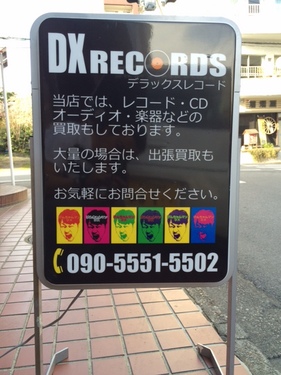 DX RECORDS
デラックスレコード
当店では、レコード・CD
オーディオ・楽器などの
買取もしております。
大量の場合は、出張買取も
いたします。
お気軽にお問合せください。
090-5551-5502